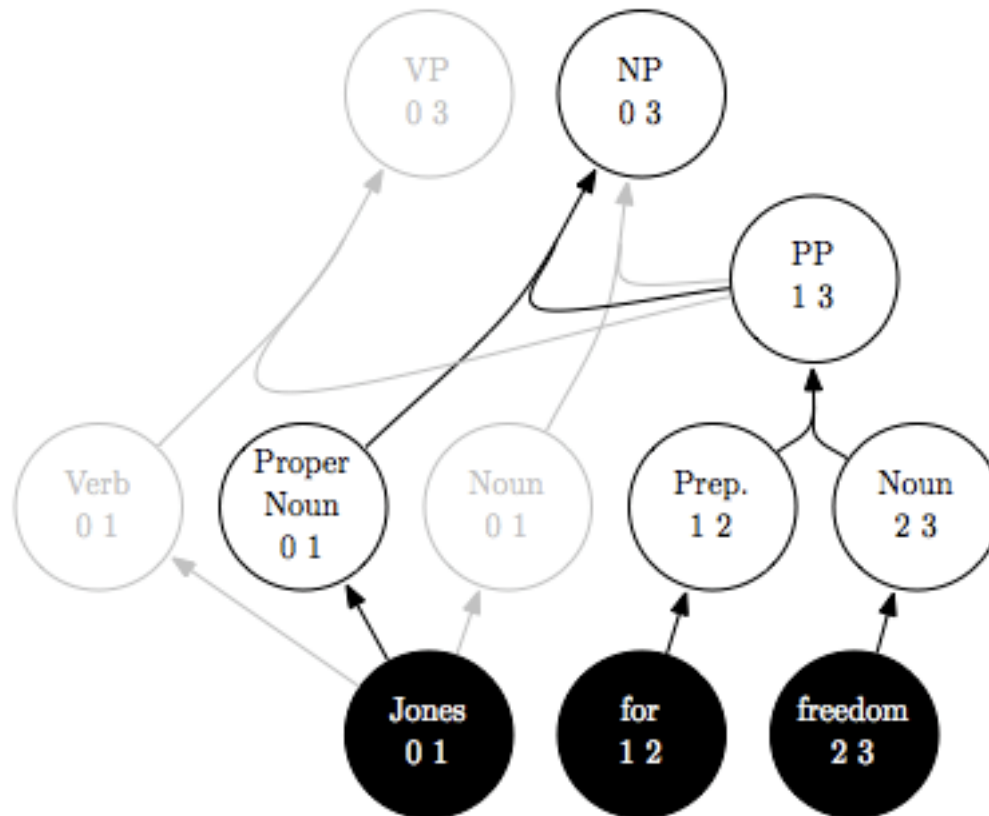 VP
0 3
NP
0 3
PP
1 3
Verb
0 1
Proper
Noun
0 1
Noun
0 1
Prep.
1 2
Noun
2 3
Jones
0 1
for
1 2
freedom
2 3